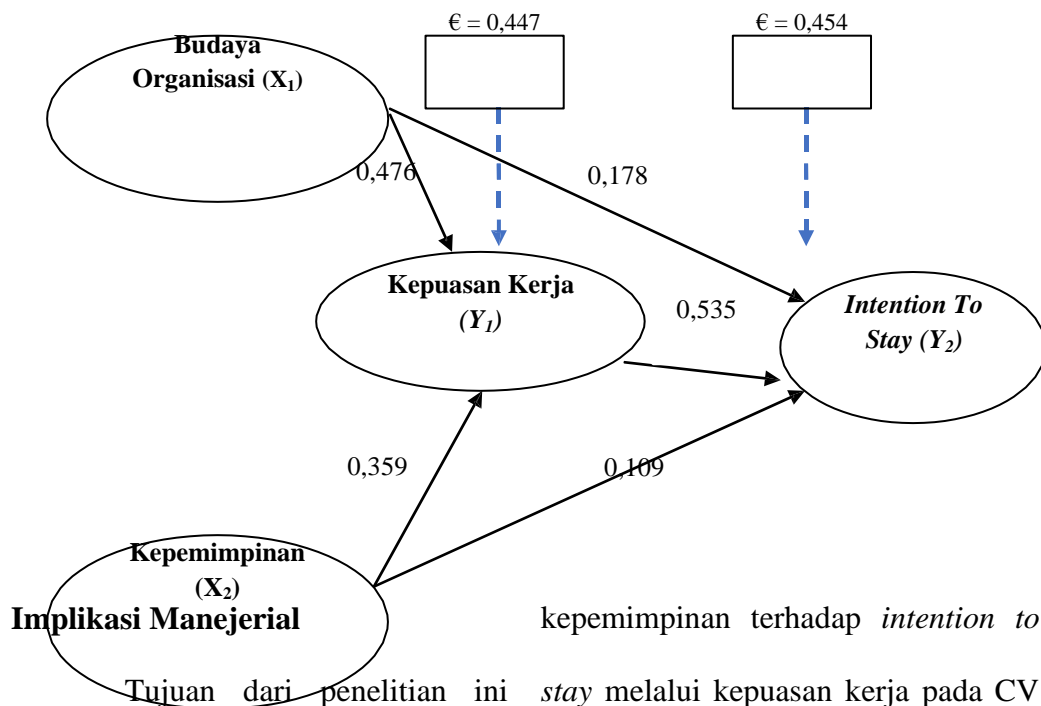 € = 0,447
€ = 0,454
Budaya
Organisasi (X₁)
0,476
0,178
Kepuasan Kerja
(Y₁)
0,535
Intention To
Stay (Y₂)
0,359
0,109
Kepemimpinan
(X₂)
Implikasi Manejerial
Tujuan dari penelitian ini
kepemimpinan terhadap intention to
stay melalui kepuasan kerja pada CV